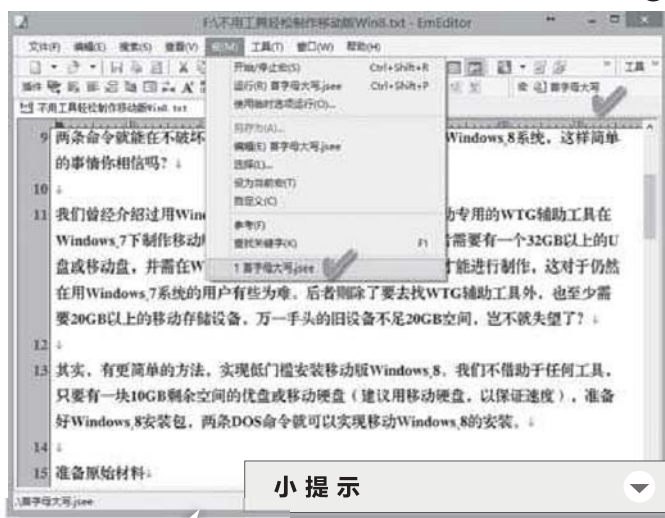 F:\不用工具轻松制作移动版Win8.txt - EmEditor
文件(F) 编辑(E) 搜索(S) 查看(V) 宏(M) 工具(T) 窗口(W) 帮助(H)
工具
插件 宏 首字母大写
不用工具轻松制作移动版Win8.txt
开始/停止宏(S) Ctrl+Shift+R
运行(R) 首字母大写.jsee Ctrl+Shift+P
使用临时选项运行(O)...
另存为(A)...
编辑(E) 首字母大写.jsee
选择(L)...
设为当前宏(T)
自定义(C)
参考(F)
查找关键字(K) F1
1 首字母大写.jsee
9 两条命令就能在不破坏 Windows 8系统，这样简单
的事情你相信吗？↓
10 ↓
11 我们曾经介绍过用Win 专用的WTG辅助工具在
Windows 7下制作移动 需要有一个32GB以上的U
盘或移动盘，并需在W 才能进行制作，这对于仍然
在用Windows 7系统的用户有些为难。后者则除了要去找WTG辅助工具外，也至少需
要20GB以上的移动存储设备，万一手头的旧设备不足20GB空间，岂不就失望了？↓
12 ↓
13 其实，有更简单的方法，实现低门槛安装移动版Windows 8。我们不借助于任何工具，
只要有一块10GB剩余空间的优盘或移动硬盘（建议用移动硬盘，以保证速度），准备
好Windows 8安装包，两条DOS命令就可以实现移动Windows 8的安装。↓
14 ↓
15 准备原始材料↓
小提示
.\首字母大写.jsee